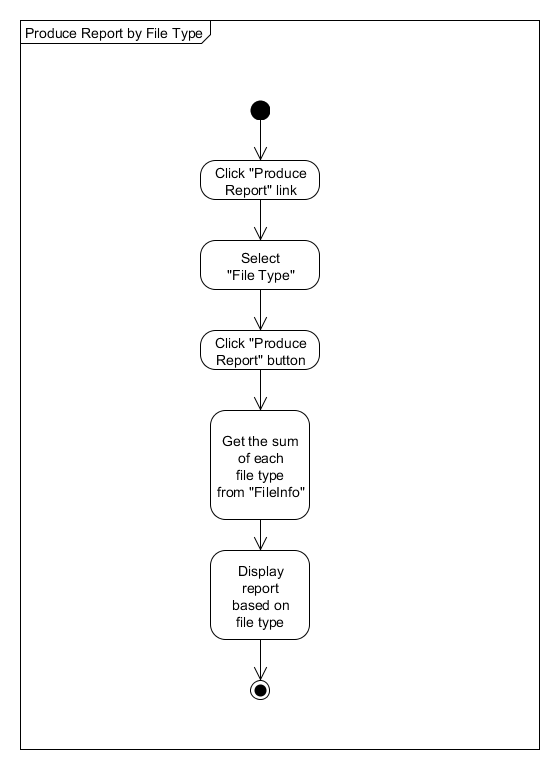 Produce Report by File Type
Click "Produce
Report" link
Select
"File Type"
Click "Produce
Report" button
Get the sum
of each
file type
from "FileInfo"
Display
report
based on
file type